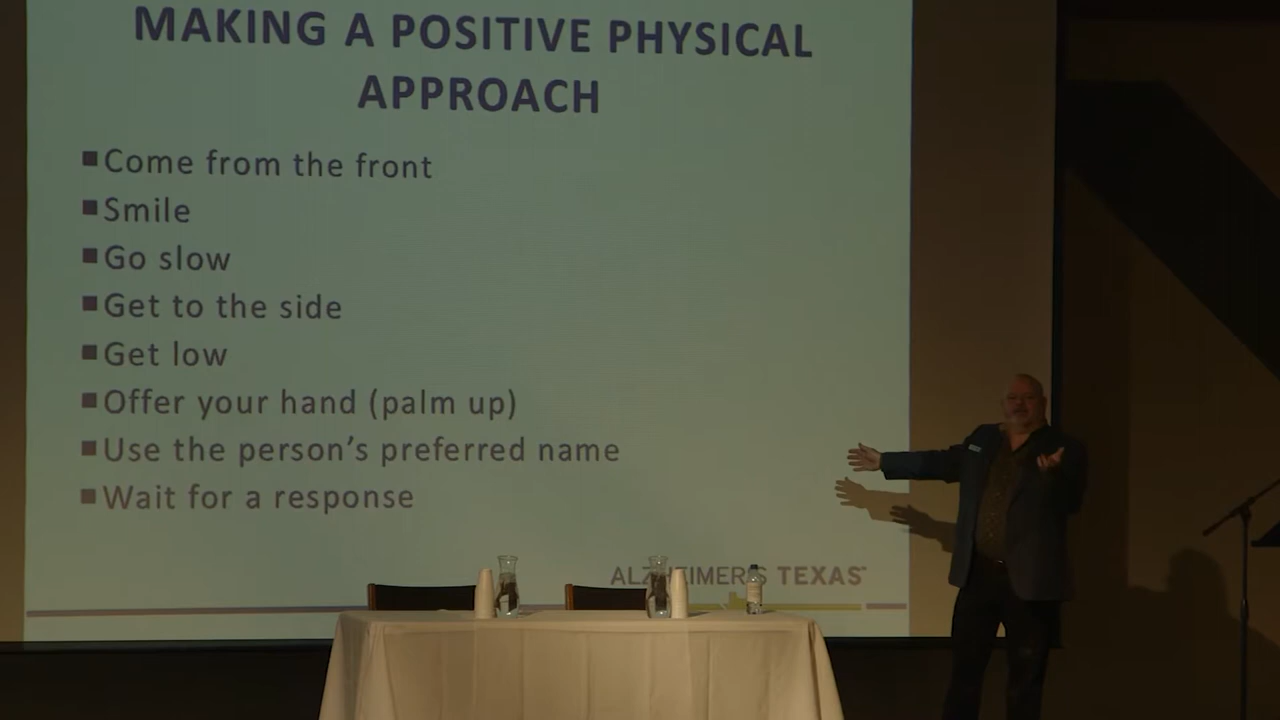 MAKING A POSITIVE PHYSICAL
APPROACH
Come from the front
Smile
Go slow
Get to the side
Get low
Offer your hand (palm up)
Use the person's preferred name
Wait for a response
ALZHEIMER'S TEXAS